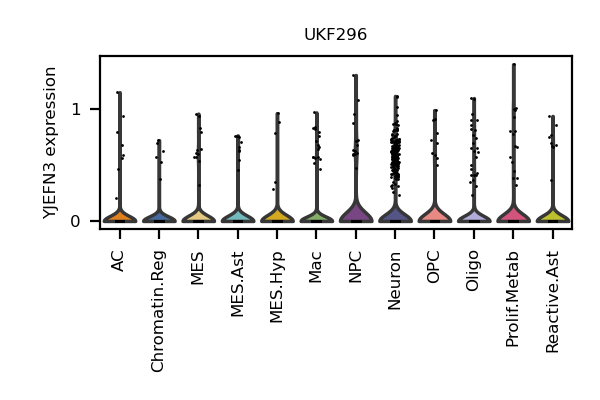 UKF296
YJEFN3 expression
1
0
AC
Chromatin.Reg
MES
MES.Ast
MES.Hyp
Mac
NPC
Neuron
OPC
Oligo
Prolif.Metab
Reactive.Ast